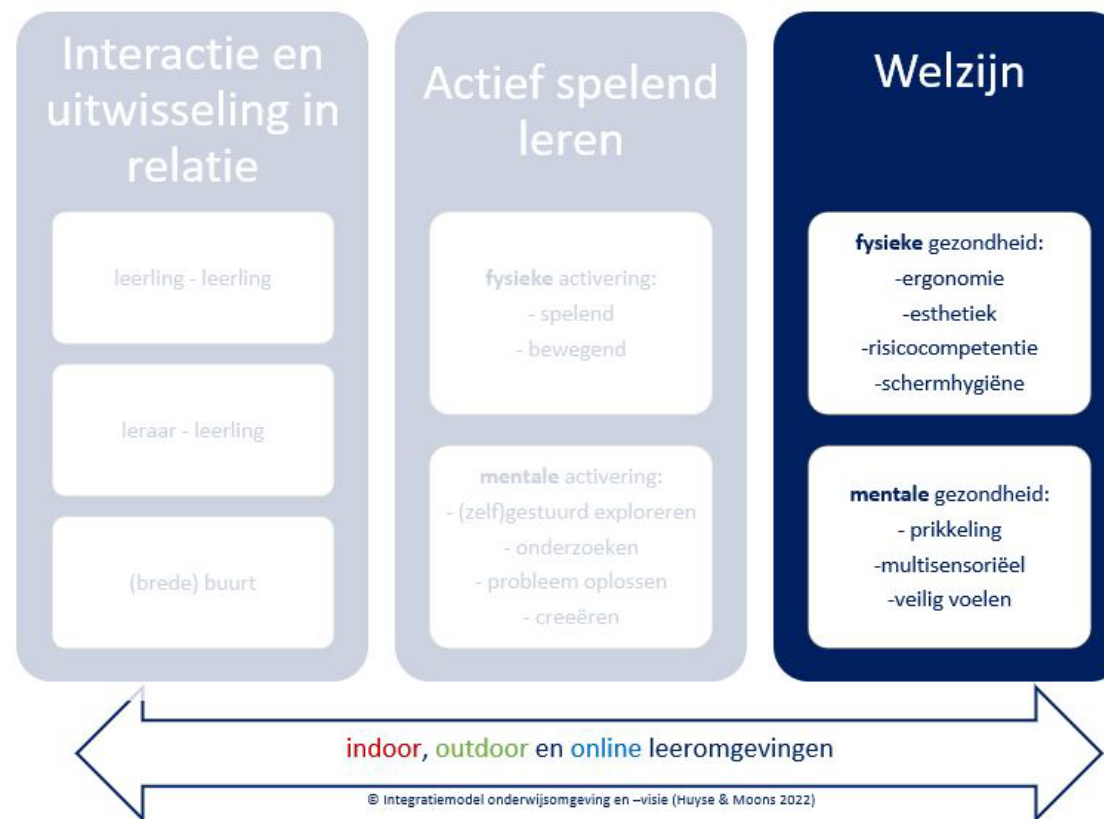 Interactie en
uitwisseling in
relatie
leerling - leerling
leraar - leerling
(brede) buurt
Actief spelend
leren
fysieke activering:
- spelend
- bewegend
mentale activering:
- (zelf)gestuurd exploreren
- onderzoeken
- probleem oplossen
- creeëren
Welzijn
fysieke gezondheid:
-ergonomie
-esthetiek
-risicocompetentie
-schermhygiëne
mentale gezondheid:
- prikkeling
-multisensoriëel
-veilig voelen
indoor, outdoor en online leeromgevingen
© Integratiemodel onderwijsomgeving en –visie (Huyse & Moons 2022)